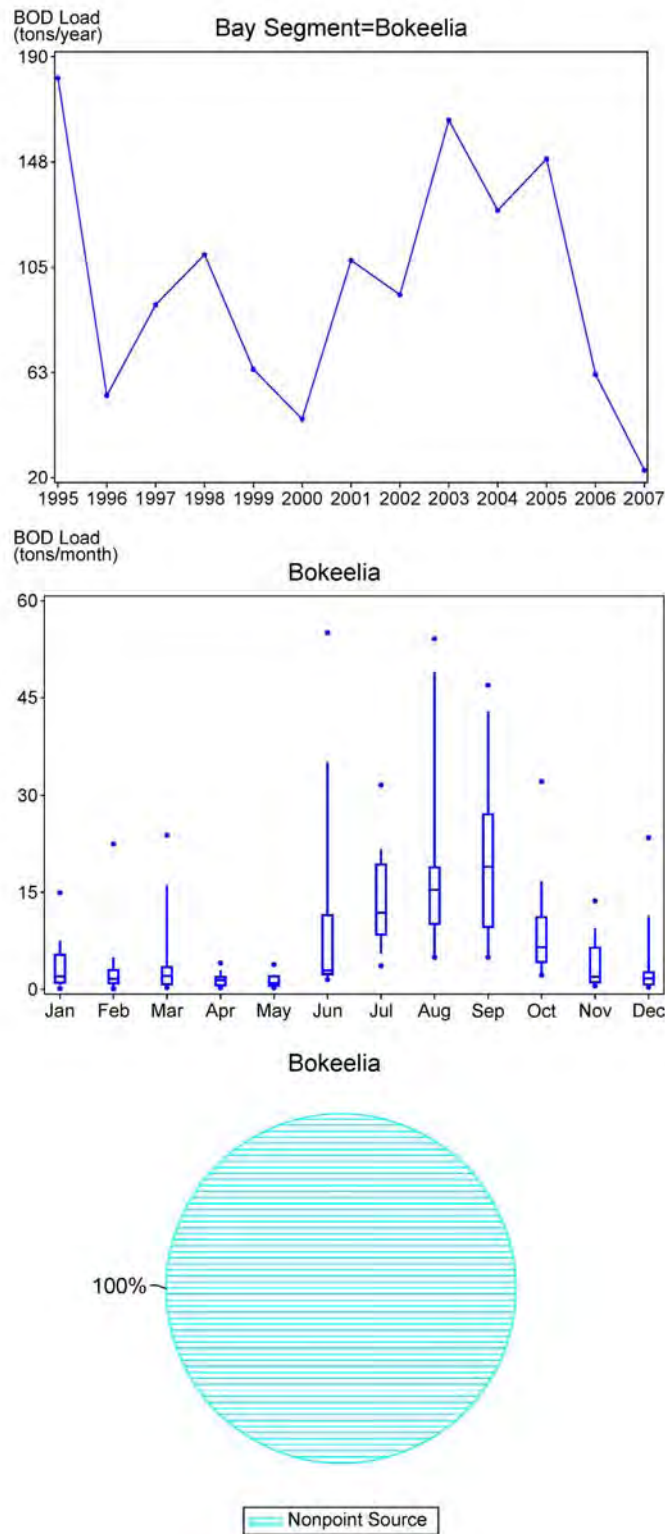 BOD Load
(tons/year)
Bay Segment=Bokeelia
190
148
105
63
20
1995 1996 1997 1998 1999 2000 2001 2002 2003 2004 2005 2006 2007
BOD Load
(tons/month)
Bokeelia
60
45
30
15
0
Jan Feb Mar Apr May Jun Jul Aug Sep Oct Nov Dec
Bokeelia
100%
Nonpoint Source